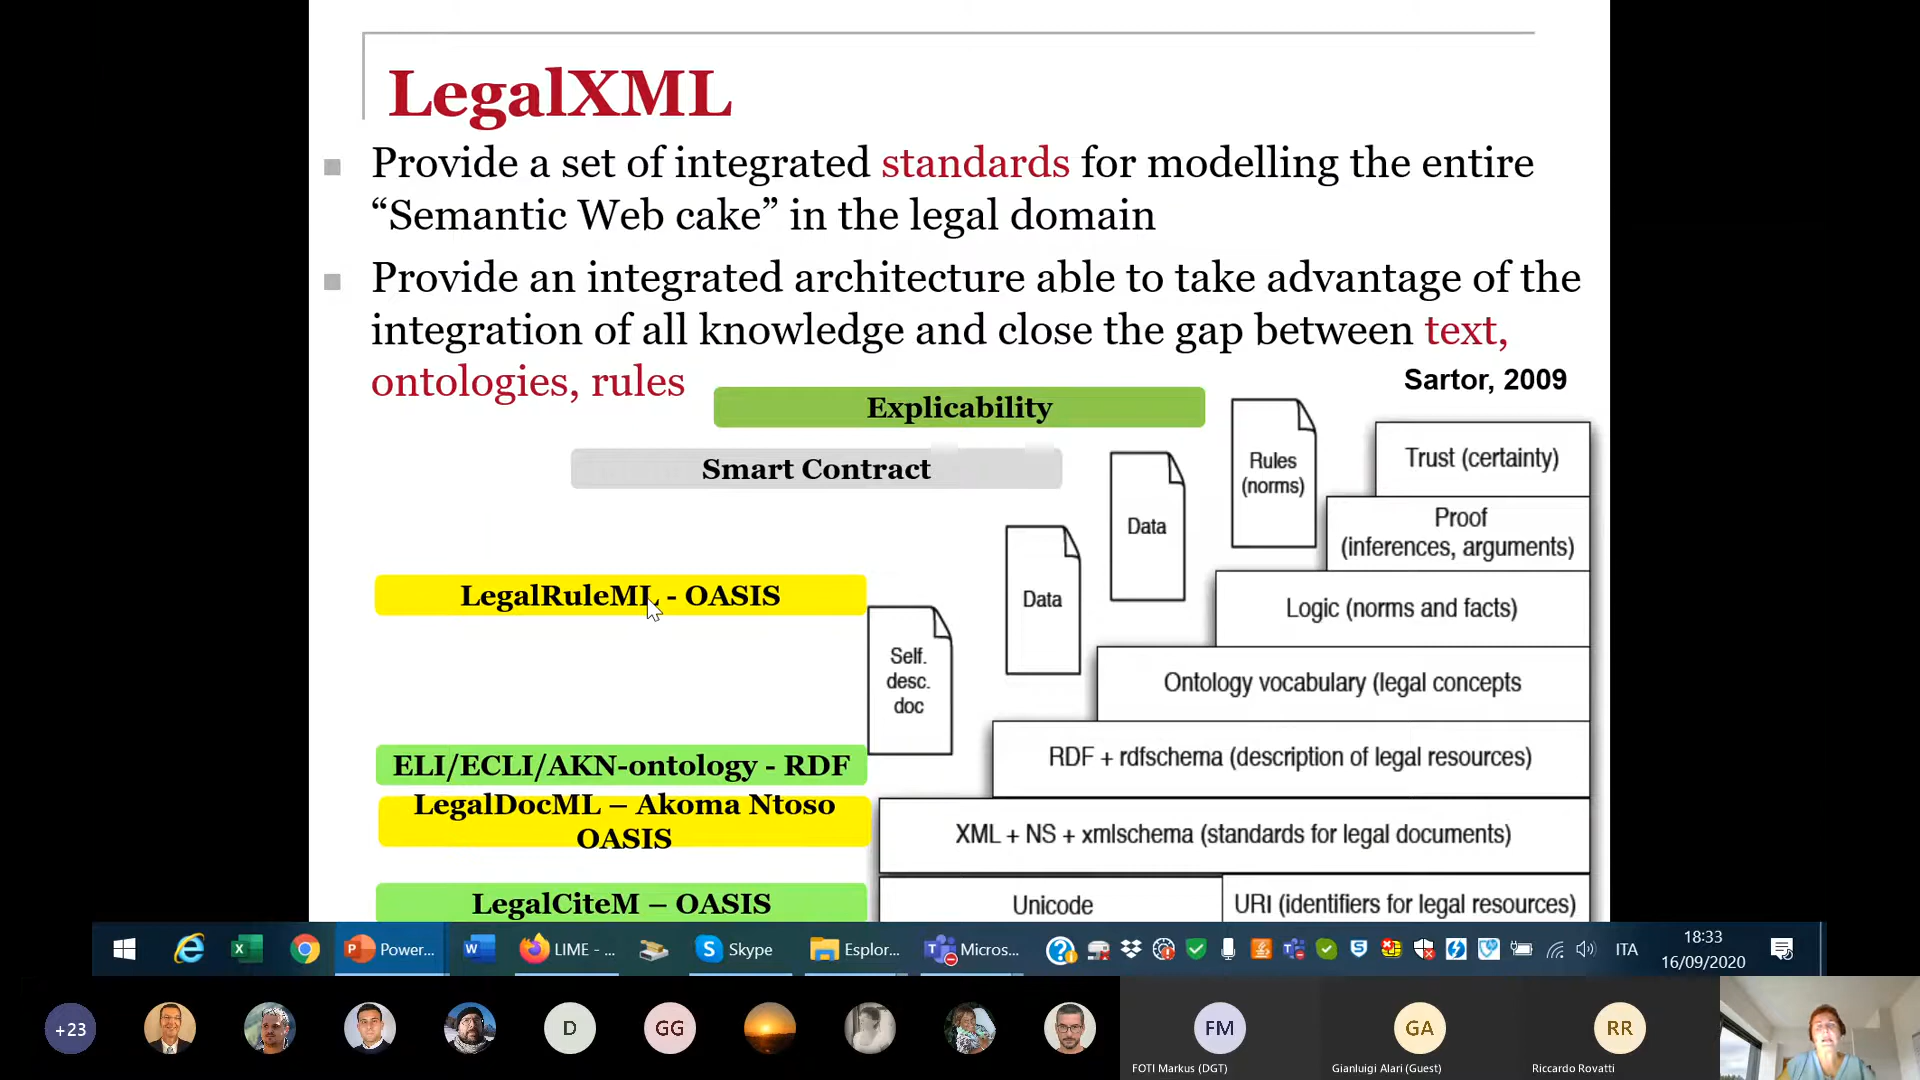 LegalXML
Provide a set of integrated standards for modelling the entire
“Semantic Web cake” in the legal domain
Provide an integrated architecture able to take advantage of the
integration of all knowledge and close the gap between text,
ontologies, rules
Sartor, 2009
Explicability
Smart Contract
LegalRuleML - OASIS
ELI/ECLI/AKN-ontology - RDF
LegalDocML – Akoma Ntoso
OASIS
LegalCiteM – OASIS
Self.
desc.
doc
Data
Data
Rules
(norms)
Trust (certainty)
Proof
(inferences, arguments)
Logic (norms and facts)
Ontology vocabulary (legal concepts
RDF + rdfschema (description of legal resources)
XML + NS + xmlschema (standards for legal documents)
Unicode
URI (identifiers for legal resources)
Power...
LIME - ...
Skype
Esplor...
Micros...
ITA
18:33
16/09/2020
+23
D
GG
FM
FOTI Markus (DGT)
GA
Gianluigi Alari (Guest)
RR
Riccardo Rovatti